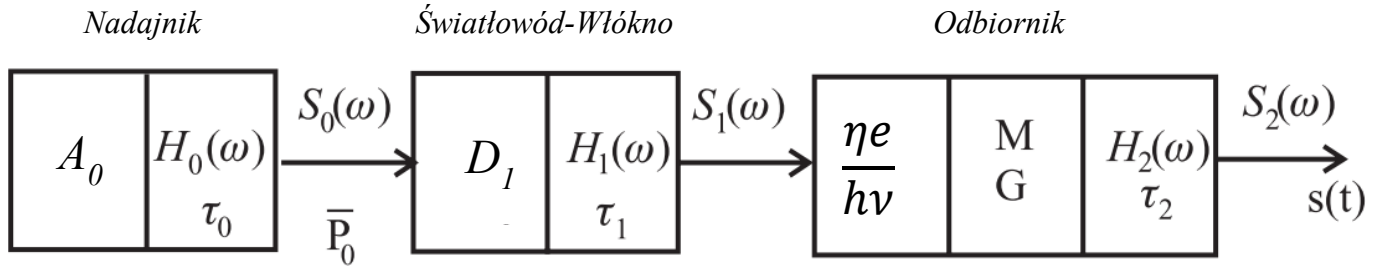 Nadajnik
Światłowód-Włókno
Odbiornik
A₀
H₀(ω)
τ₀
S₀(ω)
P̅₀
D₁
H₁(ω)
τ₁
S₁(ω)
ηe
hν
M
G
H₂(ω)
τ₂
S₂(ω)
s(t)